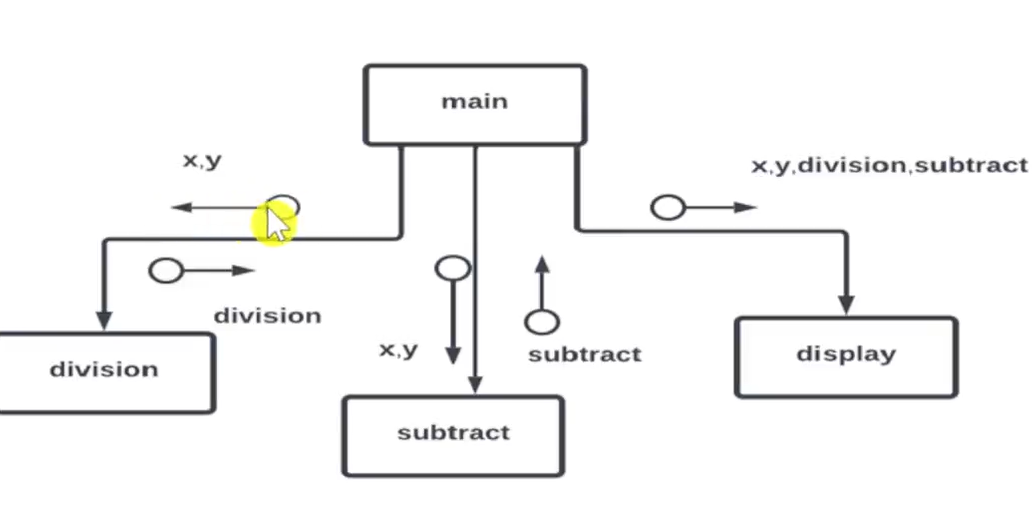 main
x,y
x,y,division,subtract
division
x,y
subtract
division
display
subtract